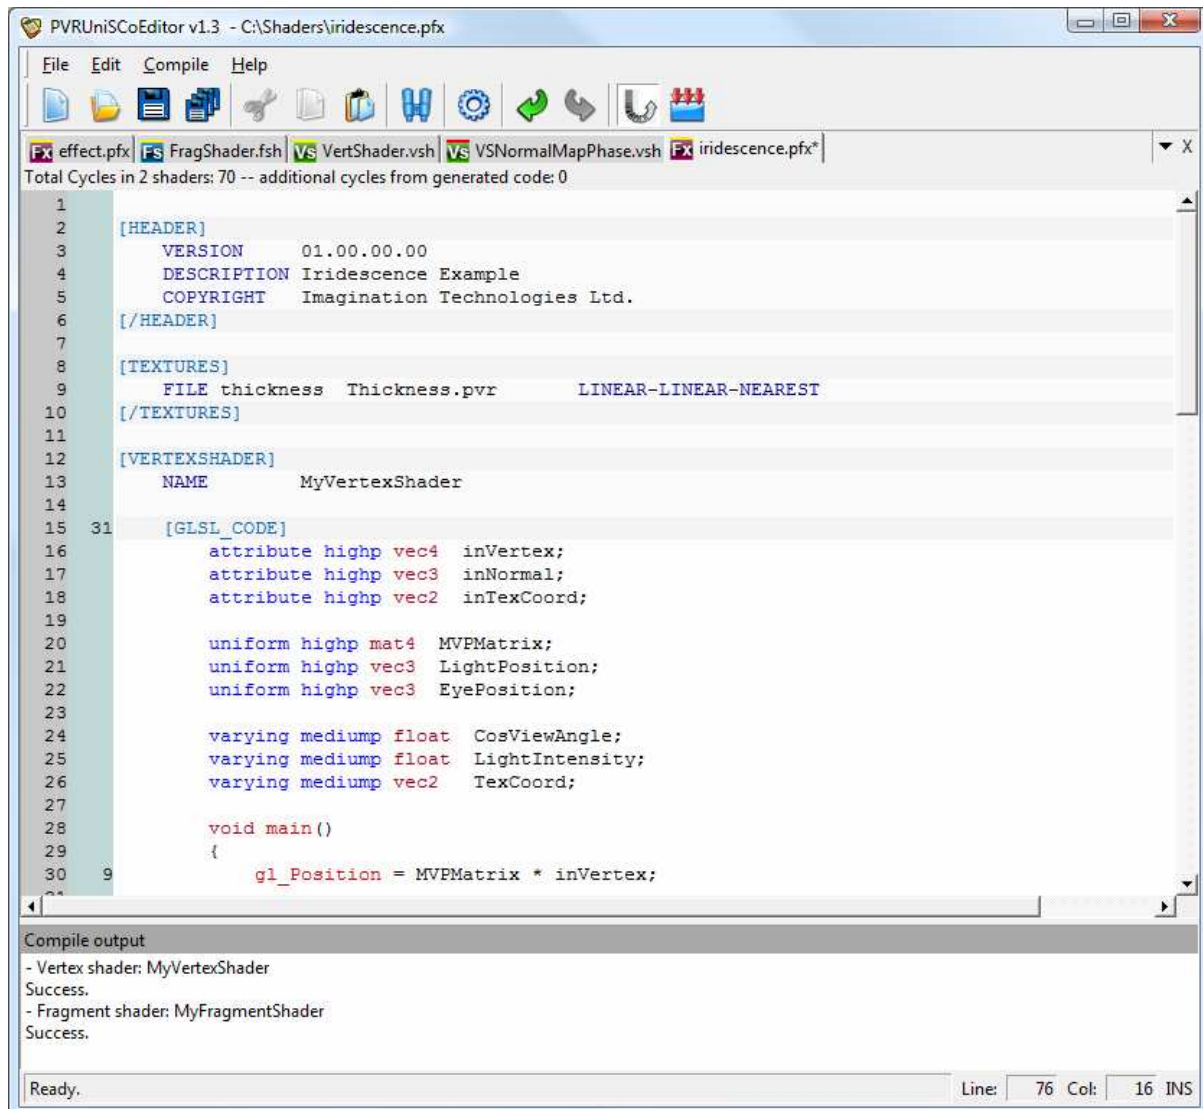 PVRUniSCoEditor v1.3 - C:\Shaders\iridescence.pfx
File Edit Compile Help
Fx effect.pfx Fs FragShader.fsh Vs VertShader.vsh Vs VSNormalMapPhase.vsh Fx iridescence.pfx* X
Total Cycles in 2 shaders: 70 -- additional cycles from generated code: 0
1
2 [HEADER]
3 VERSION 01.00.00.00
4 DESCRIPTION Iridescence Example
5 COPYRIGHT Imagination Technologies Ltd.
6 [/HEADER]
7
8 [TEXTURES]
9 FILE thickness Thickness.pvr LINEAR-LINEAR-NEAREST
10 [/TEXTURES]
11
12 [VERTEXSHADER]
13 NAME MyVertexShader
14
15 31 [GLSL_CODE]
16 attribute highp vec4 inVertex;
17 attribute highp vec3 inNormal;
18 attribute highp vec2 inTexCoord;
19
20 uniform highp mat4 MVPMatrix;
21 uniform highp vec3 LightPosition;
22 uniform highp vec3 EyePosition;
23
24 varying mediump float CosViewAngle;
25 varying mediump float LightIntensity;
26 varying mediump vec2 TexCoord;
27
28 void main()
29 {
30 9 gl_Position = MVPMatrix * inVertex;
Compile output
- Vertex shader: MyVertexShader
Success.
- Fragment shader: MyFragmentShader
Success.
Ready. Line: 76 Col: 16 INS